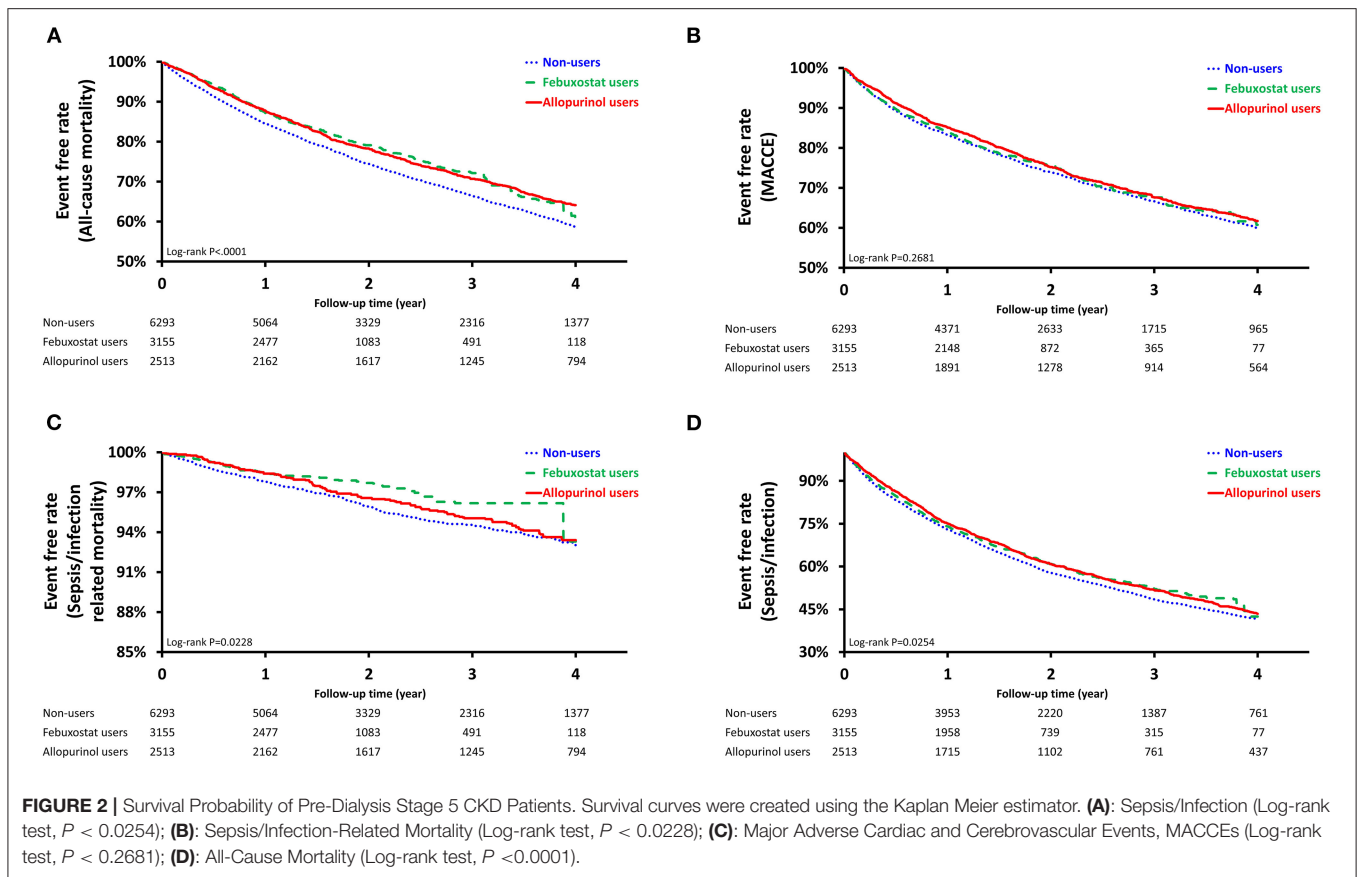 A
Event free rate
(All-cause mortality)
100%
90%
80%
70%
60%
50%
Non-users
Febuxostat users
Allopurinol users
Log-rank P<.0001
0 1 2 3 4
Follow-up time (year)
Non-users 6293 5064 3329 2316 1377
Febuxostat users 3155 2477 1083 491 118
Allopurinol users 2513 2162 1617 1245 794
B
Event free rate
(MACCE)
100%
90%
80%
70%
60%
50%
Non-users
Febuxostat users
Allopurinol users
Log-rank P=0.2681
0 1 2 3 4
Follow-up time (year)
Non-users 6293 4371 2633 1715 965
Febuxostat users 3155 2148 872 365 77
Allopurinol users 2513 1891 1278 914 564
C
Event free rate
(Sepsis/infection
related mortality)
100%
97%
94%
91%
88%
85%
Non-users
Febuxostat users
Allopurinol users
Log-rank P=0.0228
0 1 2 3 4
Follow-up time (year)
Non-users 6293 5064 3329 2316 1377
Febuxostat users 3155 2477 1083 491 118
Allopurinol users 2513 2162 1617 1245 794
D
Event free rate
(Sepsis/infection)
90%
75%
60%
45%
30%
Non-users
Febuxostat users
Allopurinol users
Log-rank P=0.0254
0 1 2 3 4
Follow-up time (year)
Non-users 6293 3953 2220 1387 761
Febuxostat users 3155 1958 739 315 77
Allopurinol users 2513 1715 1102 761 437
FIGURE 2 | Survival Probability of Pre-Dialysis Stage 5 CKD Patients. Survival curves were created using the Kaplan Meier estimator. (A): Sepsis/Infection (Log-rank
test, P < 0.0254); (B): Sepsis/Infection-Related Mortality (Log-rank test, P < 0.0228); (C): Major Adverse Cardiac and Cerebrovascular Events, MACCEs (Log-rank
test, P < 0.2681); (D): All-Cause Mortality (Log-rank test, P <0.0001).